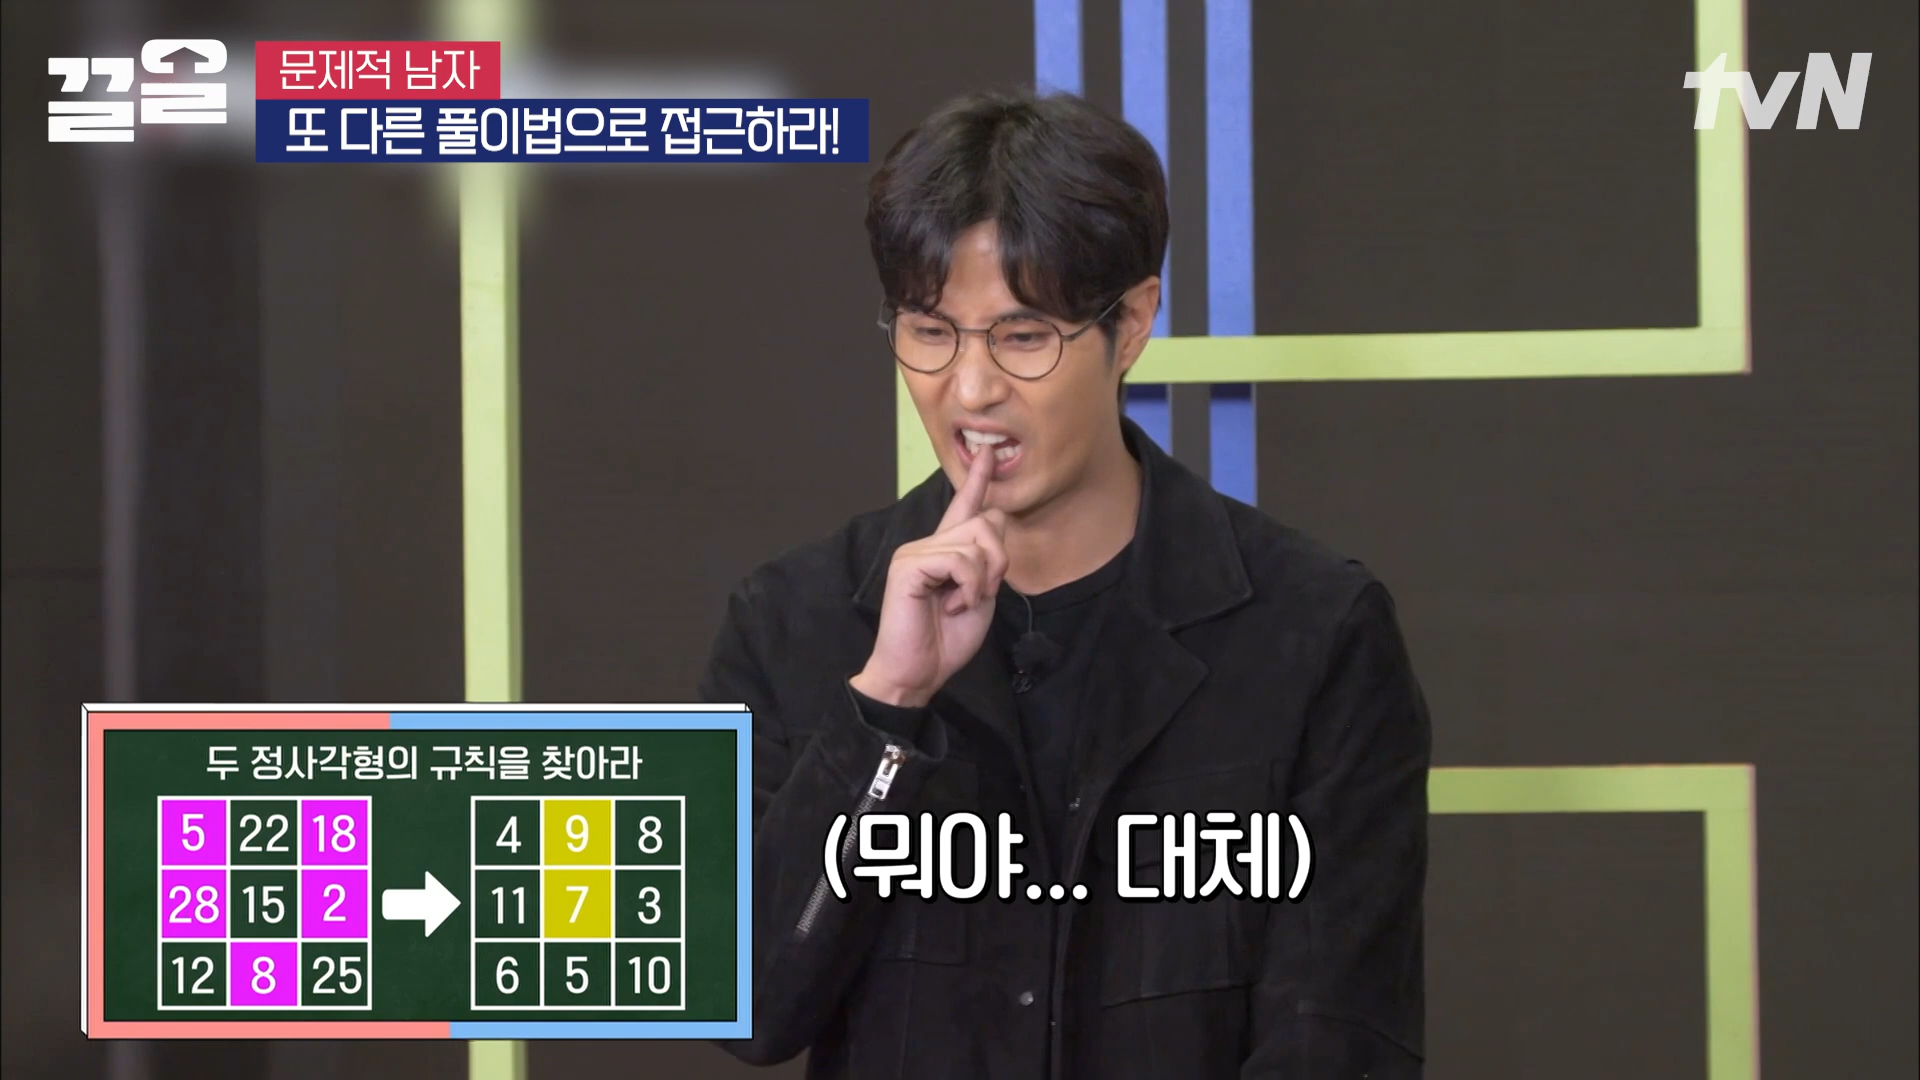 끌올
문제적 남자
또 다른 풀이법으로 접근하라!
tvN
(뭐야... 대체)
두 정사각형의 규칙을 찾아라
5 22 18
28 15 2
12 8 25
4 9 8
11 7 3
6 5 10